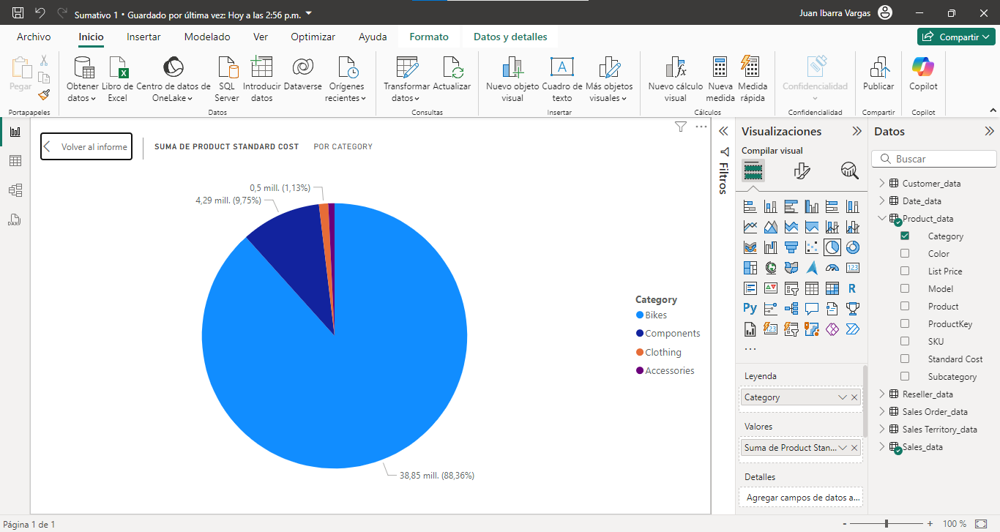 Sumativo 1 • Guardado por última vez: Hoy a las 2:56 p.m.
Juan Ibarra Vargas
Archivo
Inicio
Insertar
Modelado
Ver
Optimizar
Ayuda
Formato
Datos y detalles
Compartir
Pegar
Portapapeles
Obtener
datos
Libro de
Excel
Centro de datos de
OneLake
SQL
Server
Introducir
datos
Dataverse
Orígenes
recientes
Datos
Transformar
datos
Actualizar
Consultas
Nuevo objeto
visual
A
Cuadro de
texto
Más objetos
visuales
Insertar
fx
Nuevo cálculo
visual
Nueva
medida
Medida
rápida
Cálculos
Confidencialidad
Confidencialidad
Publicar
Compartir
Copilot
Copilot
DAX
Volver al informe
SUMA DE PRODUCT STANDARD COST
POR CATEGORY
0,5 mill. (1,13%)
4,29 mill. (9,75%)
38,85 mill. (88,36%)
Category
Bikes
Components
Clothing
Accessories
Filtros
Visualizaciones
Compilar visual
123
R
Py
123
...
Leyenda
Category
Valores
Suma de Product Stan...
Detalles
Agregar campos de datos a...
Datos
Buscar
Customer_data
Date_data
Product_data
Category
Color
List Price
Model
Product
ProductKey
SKU
Standard Cost
Subcategory
Reseller_data
Sales Order_data
Sales Territory_data
Sales_data
Página 1 de 1
- + 100 %